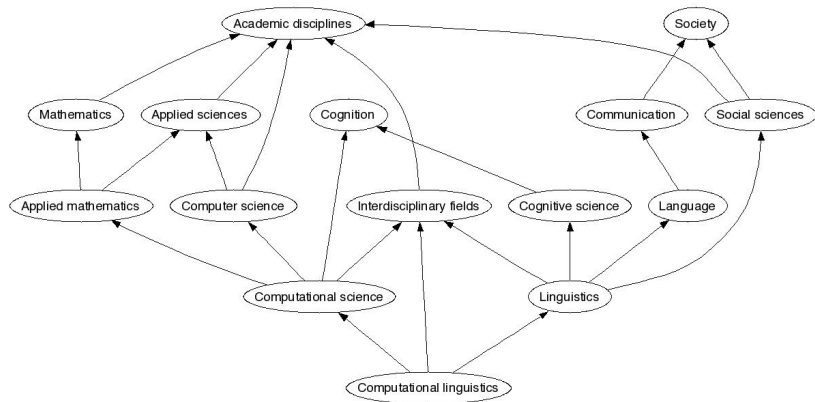 Academic disciplines
Society
Mathematics
Applied sciences
Cognition
Communication
Social sciences
Applied mathematics
Computer science
Interdisciplinary fields
Cognitive science
Language
Computational science
Linguistics
Computational linguistics